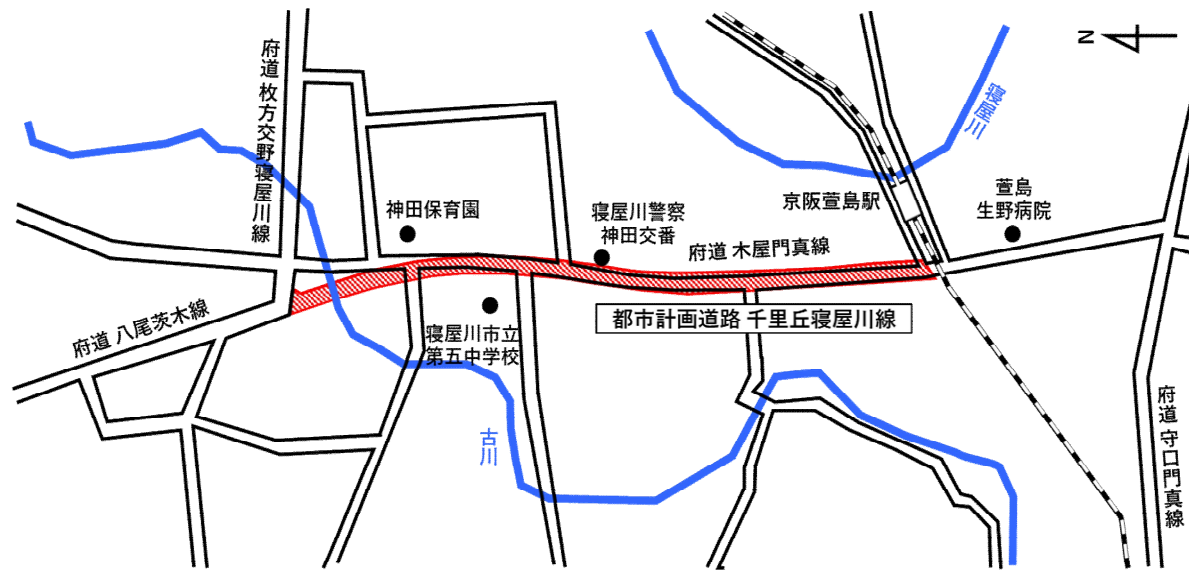 N
府道 枚方交野寝屋川線
寝屋川
神田保育園
寝屋川警察
神田交番
京阪萱島駅
萱島
生野病院
府道 木屋門真線
府道 八尾茨木線
都市計画道路 千里丘寝屋川線
寝屋川市立
第五中学校
古川
府道 守口門真線